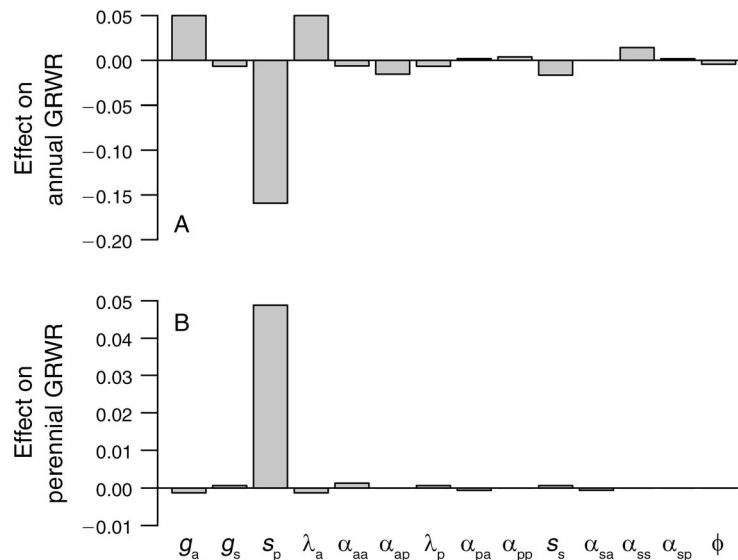 Effect on
annual GRWR
0.05
0.00
−0.05
−0.10
−0.15
−0.20
A
Effect on
perennial GRWR
0.05
0.04
0.03
0.02
0.01
0.00
−0.01
B
gₐ gₛ sₚ λₐ αₐₐ αₐₚ λₚ αₚₐ αₚₚ sₛ αₛₐ αₛₛ αₛₚ ϕ